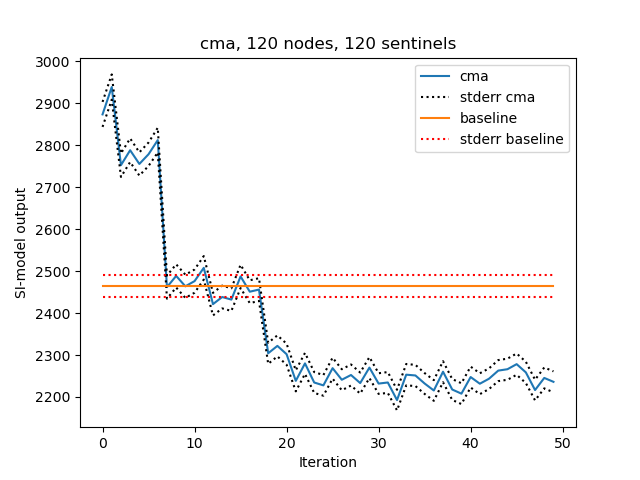 cma, 120 nodes, 120 sentinels
3000
2900
2800
2700
2600
2500
2400
2300
2200
SI-model output
cma
stderr cma
baseline
stderr baseline
0 10 20 30 40 50
Iteration